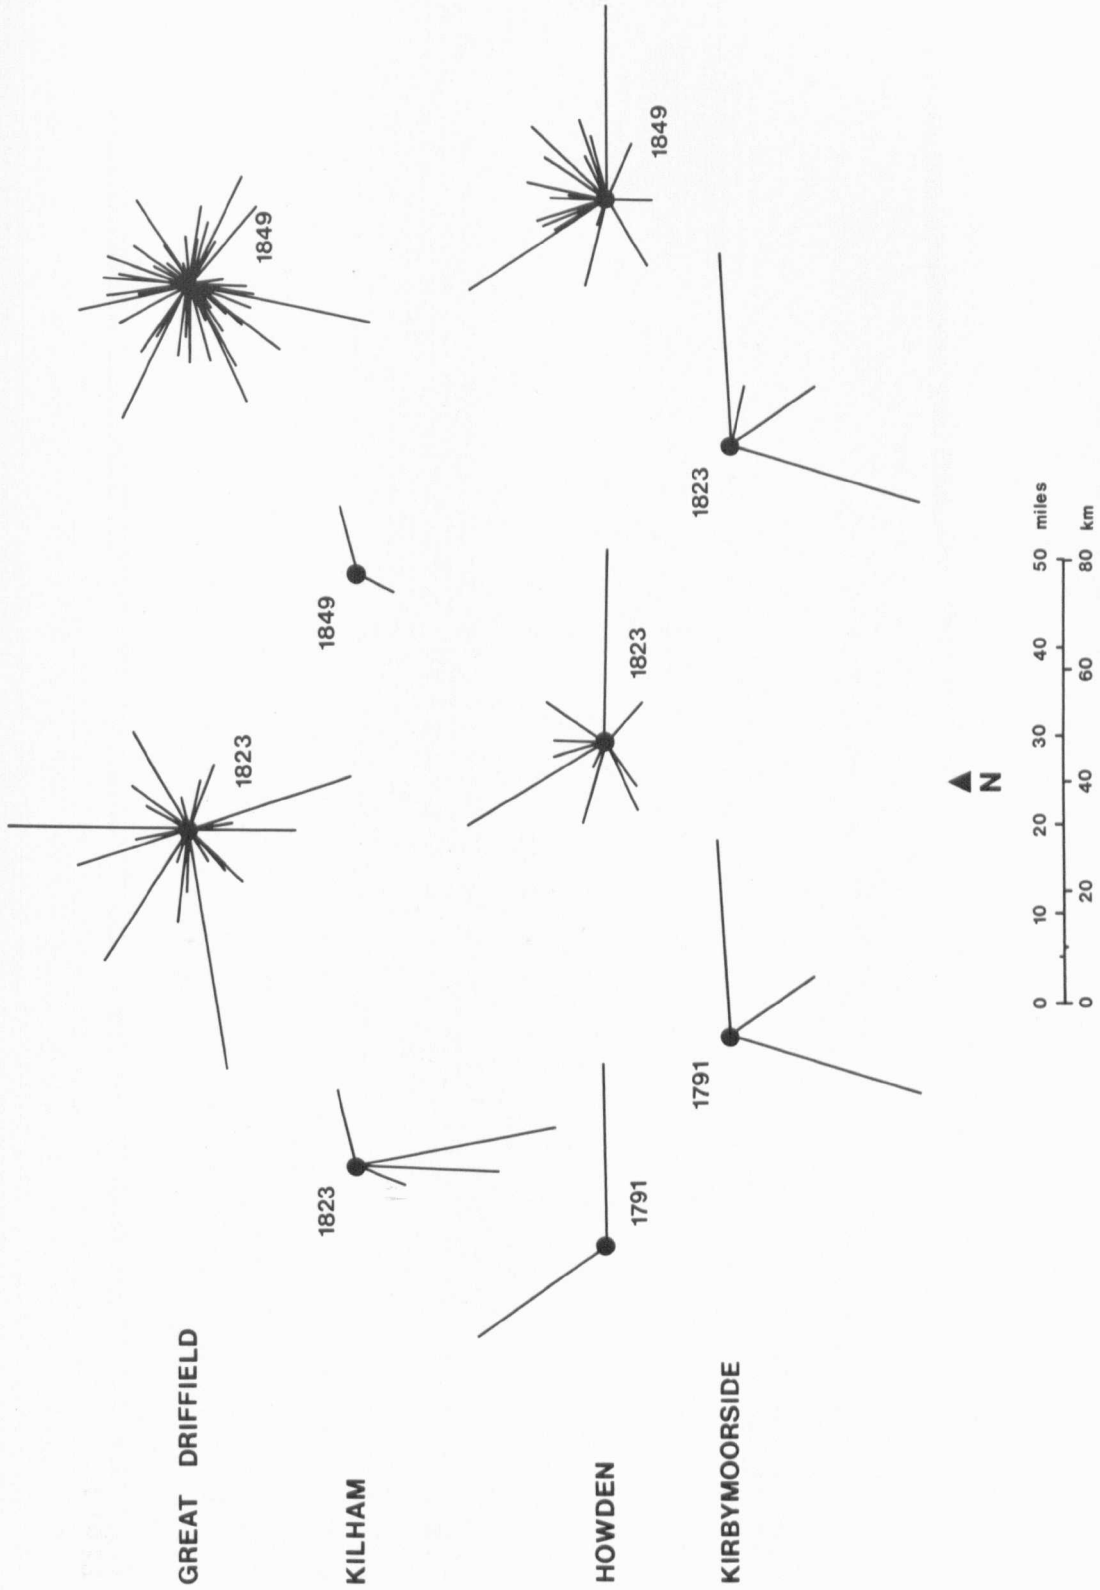 GREAT DRIFFIELD
1823
1849
KILHAM
1823
1849
HOWDEN
1791
1823
1849
KIRBYMOORSIDE
1791
1823
N
0 10 20 30 40 50 miles
0 20 40 60 80 km